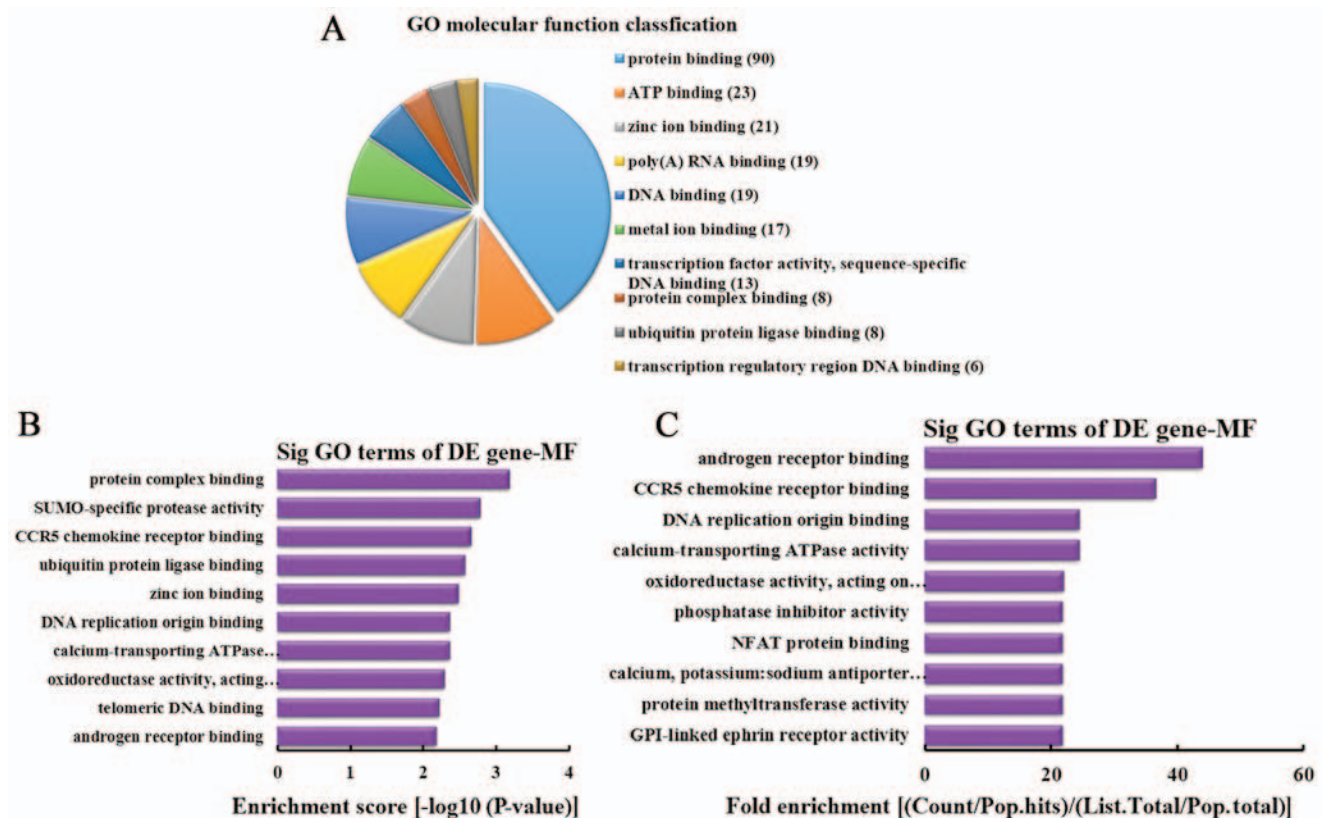 A
GO molecular function classfication
protein binding (90)
ATP binding (23)
zinc ion binding (21)
poly(A) RNA binding (19)
DNA binding (19)
metal ion binding (17)
transcription factor activity, sequence-specific
DNA binding (13)
protein complex binding (8)
ubiquitin protein ligase binding (8)
transcription regulatory region DNA binding (6)
B
Sig GO terms of DE gene-MF
protein complex binding
SUMO-specific protease activity
CCR5 chemokine receptor binding
ubiquitin protein ligase binding
zinc ion binding
DNA replication origin binding
calcium-transporting ATPase...
oxidoreductase activity, acting...
telomeric DNA binding
androgen receptor binding
0 1 2 3 4
Enrichment score [-log10 (P-value)]
C
Sig GO terms of DE gene-MF
androgen receptor binding
CCR5 chemokine receptor binding
DNA replication origin binding
calcium-transporting ATPase activity
oxidoreductase activity, acting on...
phosphatase inhibitor activity
NFAT protein binding
calcium, potassium:sodium antiporter...
protein methyltransferase activity
GPI-linked ephrin receptor activity
0 20 40 60
Fold enrichment [(Count/Pop.hits)/(List.Total/Pop.total)]